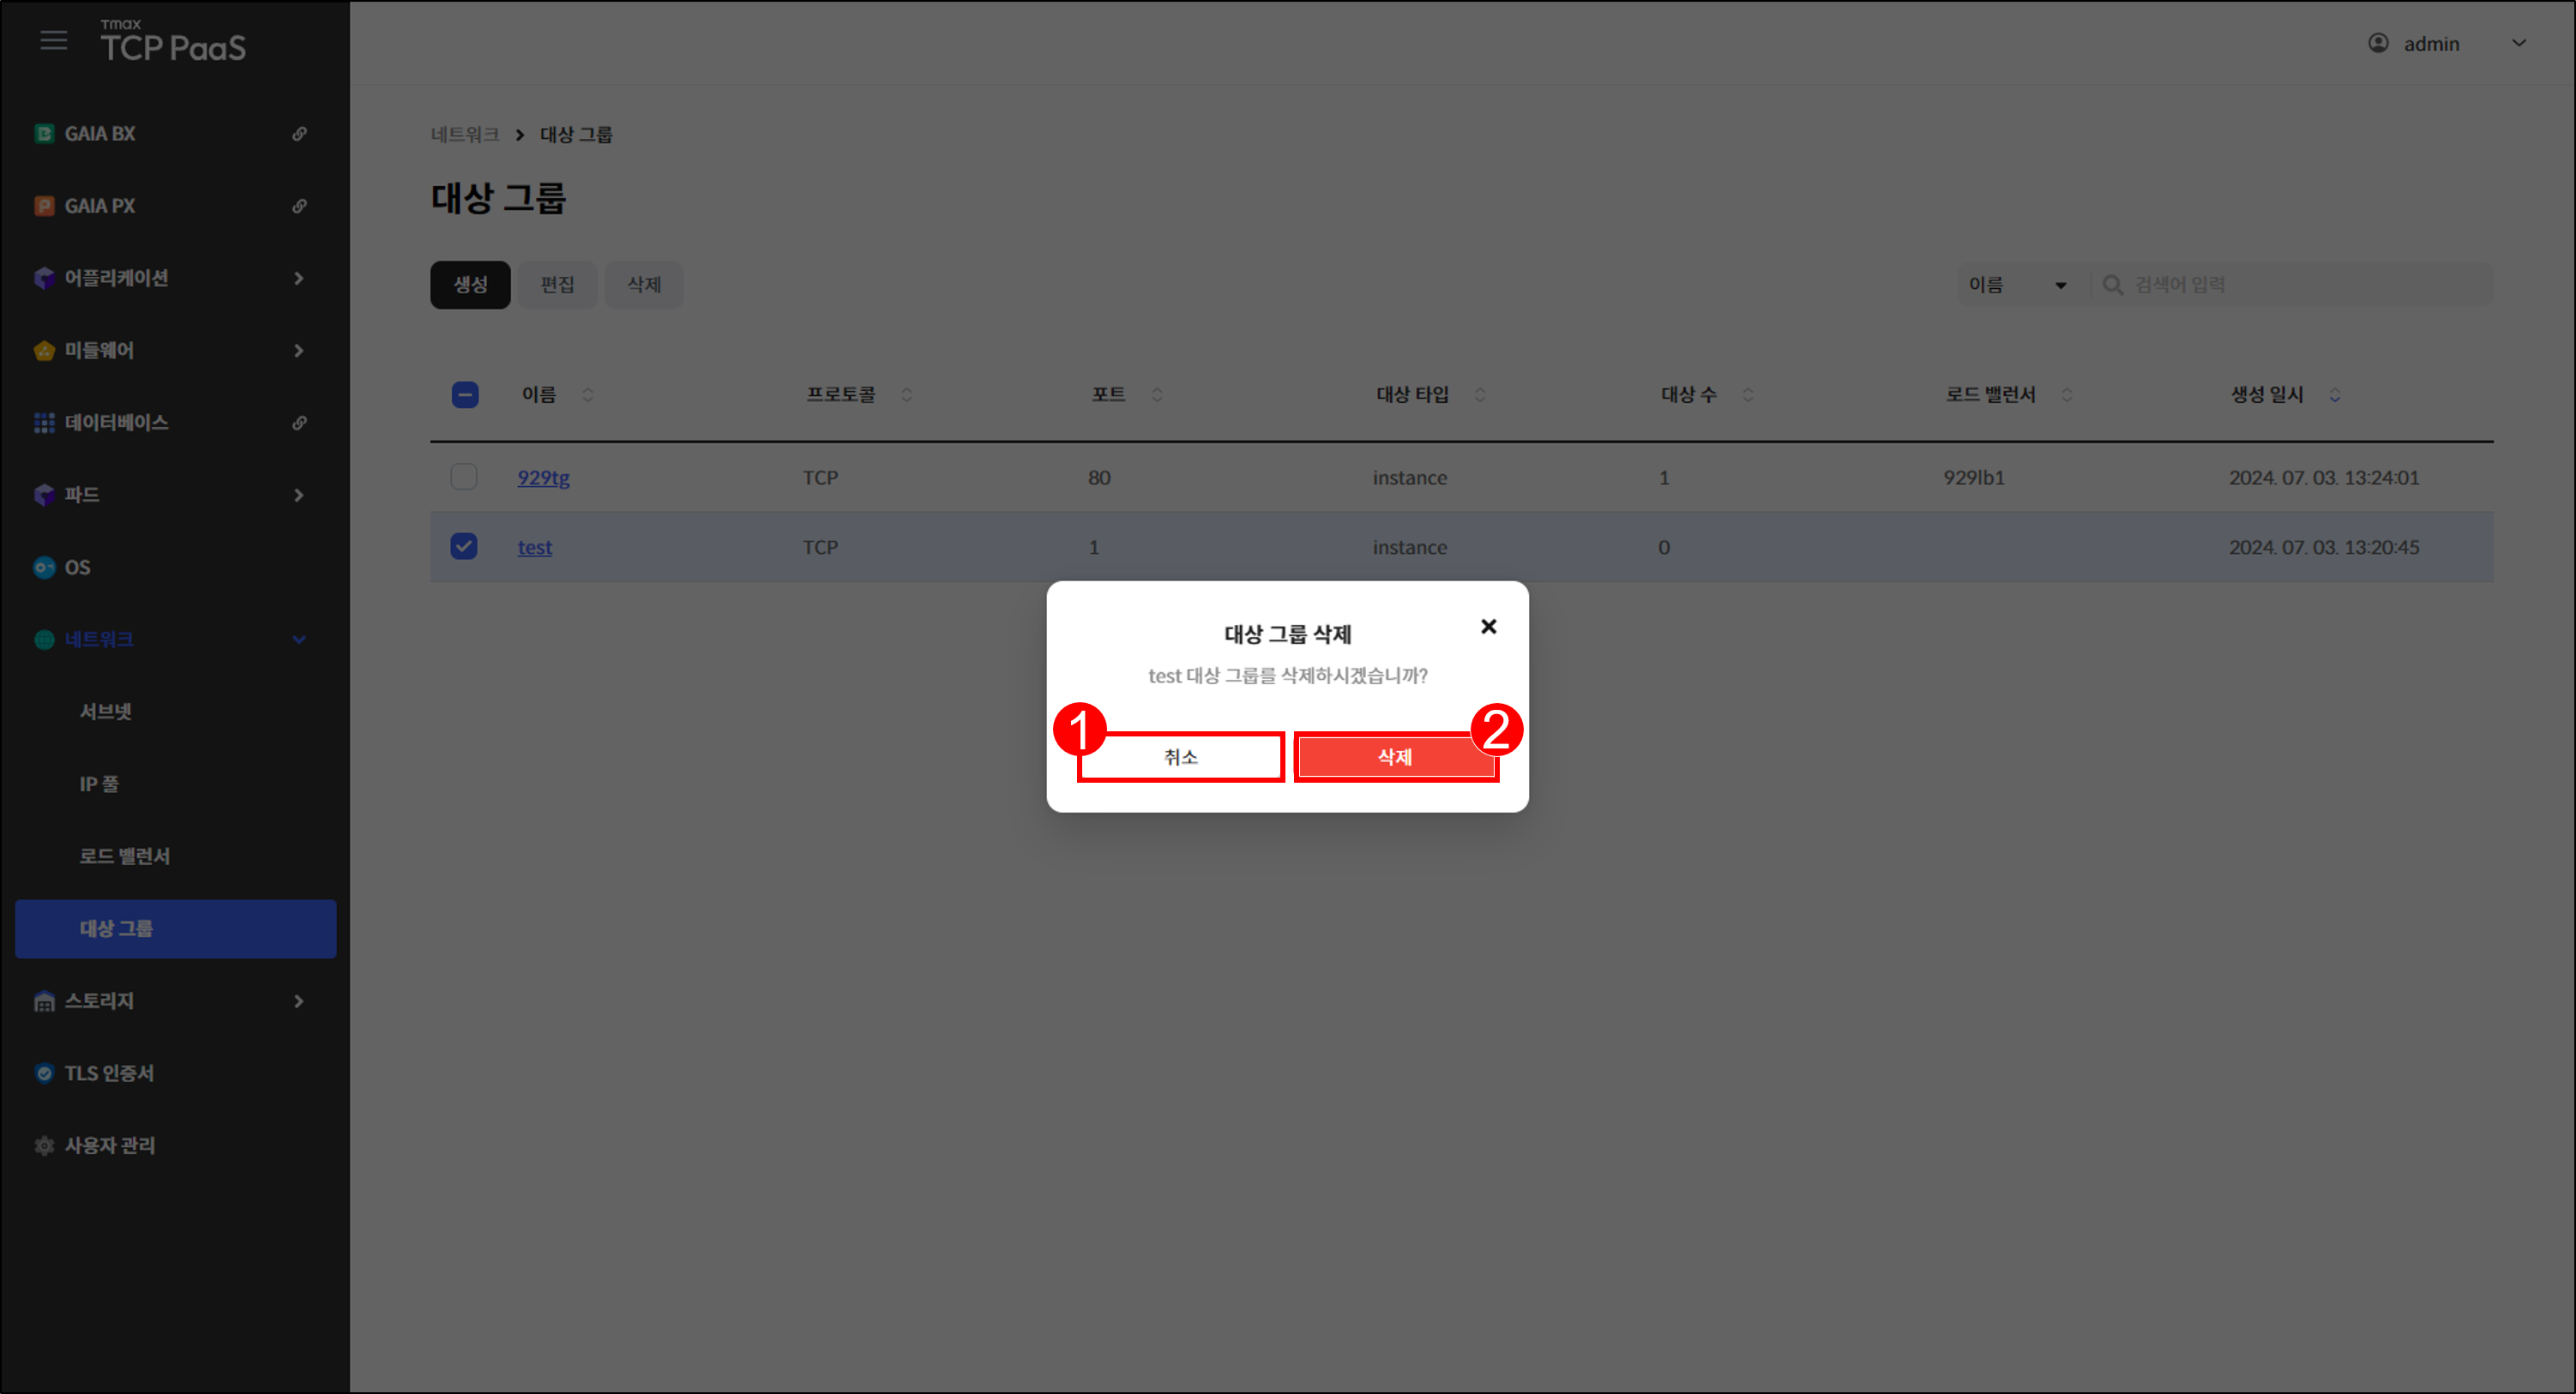 Tmax
TCP PaaS
admin
GAIA BX
GAIA PX
어플리케이션
미들웨어
데이터베이스
파드
OS
네트워크
서브넷
IP 풀
로드 밸런서
대상 그룹
스토리지
TLS 인증서
사용자 관리
네트워크 > 대상 그룹
대상 그룹
생성 편집 삭제
이름 검색어 입력
이름 프로토콜 포트 대상 타입 대상 수 로드 밸런서 생성 일시
929tg TCP 80 instance 1 929lb1 2024. 07. 03. 13:24:01
test TCP 1 instance 0 2024. 07. 03. 13:20:45
대상 그룹 삭제
test 대상 그룹를 삭제하시겠습니까?
1 취소 2 삭제